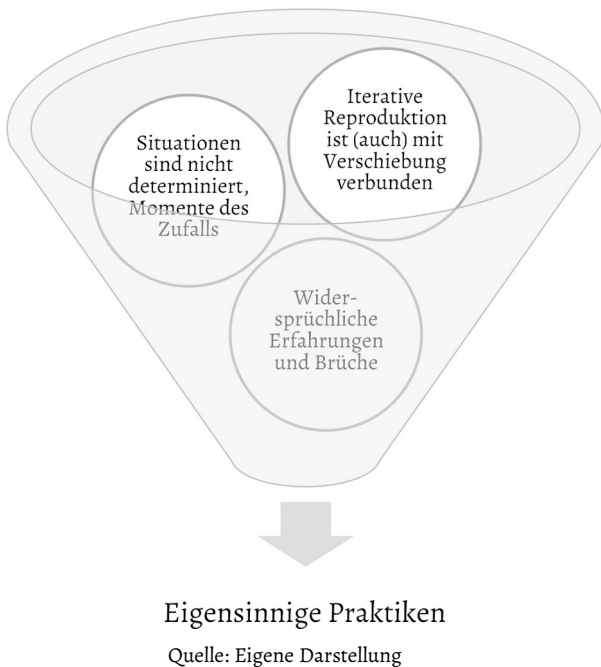 Situationen
sind nicht
determiniert,
Momente des
Zufalls
Iterative
Reproduktion
ist (auch) mit
Verschiebung
verbunden
Wider-
sprüchliche
Erfahrungen
und Brüche
Eigensinnige Praktiken
Quelle: Eigene Darstellung